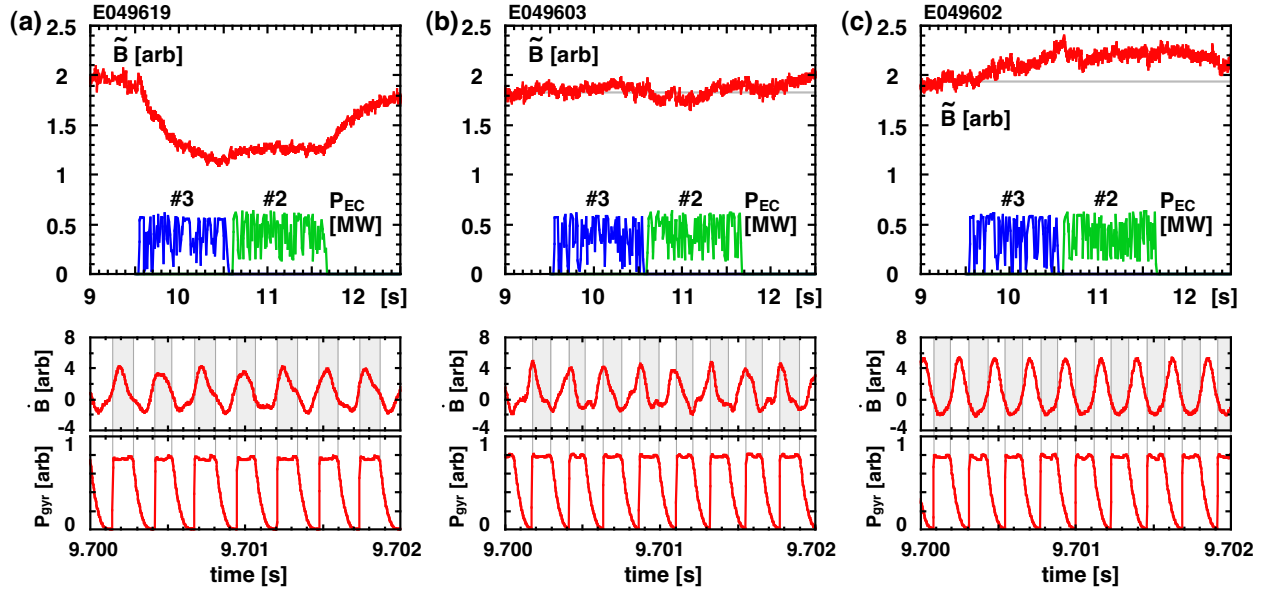 (a) E049619
B̃ [arb]
2.5
2
1.5
1
0.5
0
#3 #2 P_EC
[MW]
9 10 11 12 [s]
Ḃ [arb]
8
4
0
-4
P_gyr [arb]
1
0
9.700 9.701 9.702
time [s]
(b) E049603
B̃ [arb]
2.5
2
1.5
1
0.5
0
#3 #2 P_EC
[MW]
9 10 11 12 [s]
Ḃ [arb]
8
4
0
-4
P_gyr [arb]
1
0
9.700 9.701 9.702
time [s]
(c) E049602
B̃ [arb]
2.5
2
1.5
1
0.5
0
#3 #2 P_EC
[MW]
9 10 11 12 [s]
Ḃ [arb]
8
4
0
-4
P_gyr [arb]
1
0
9.700 9.701 9.702
time [s]